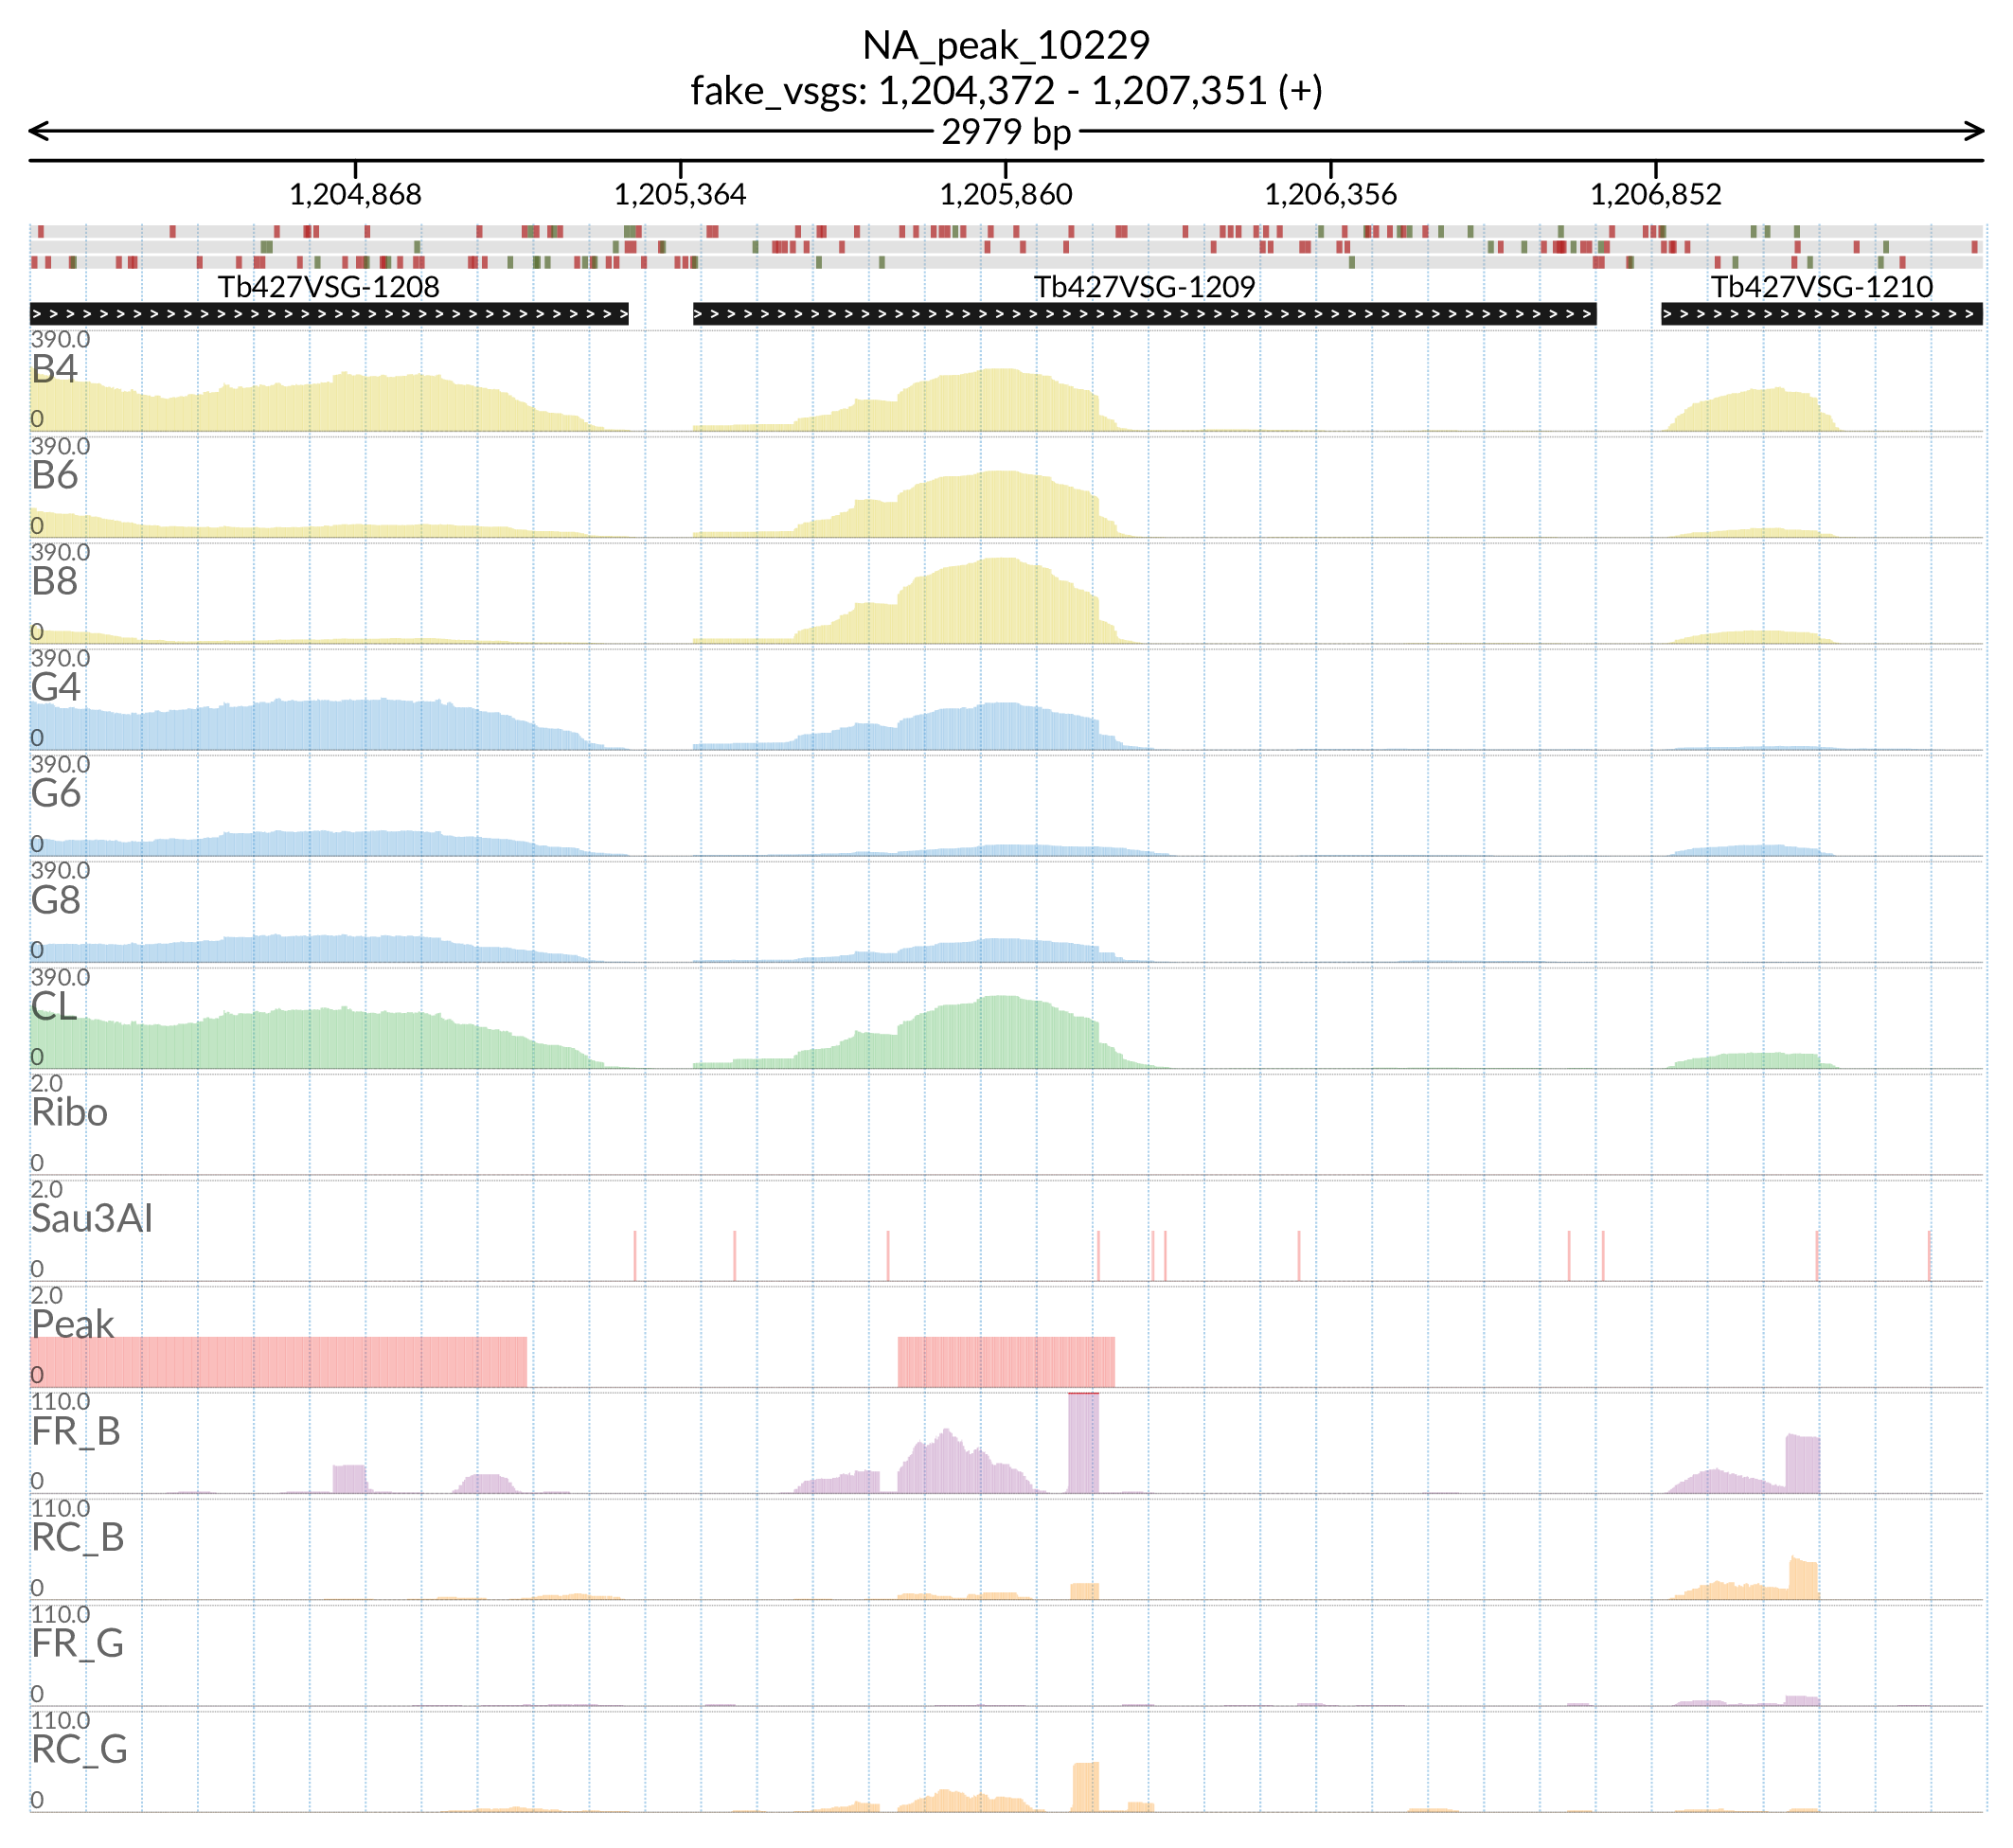 NA_peak_10229
fake_vsgs: 1,204,372 - 1,207,351 (+)
2979 bp
1,204,868 1,205,364 1,205,860 1,206,356 1,206,852
Tb427VSG-1208 Tb427VSG-1209 Tb427VSG-1210
390.0
B4
0
390.0
B6
0
390.0
B8
0
390.0
G4
0
390.0
G6
0
390.0
G8
0
390.0
CL
0
2.0
Ribo
0
2.0
Sau3AI
0
2.0
Peak
0
110.0
FR_B
0
110.0
RC_B
0
110.0
FR_G
0
110.0
RC_G
0